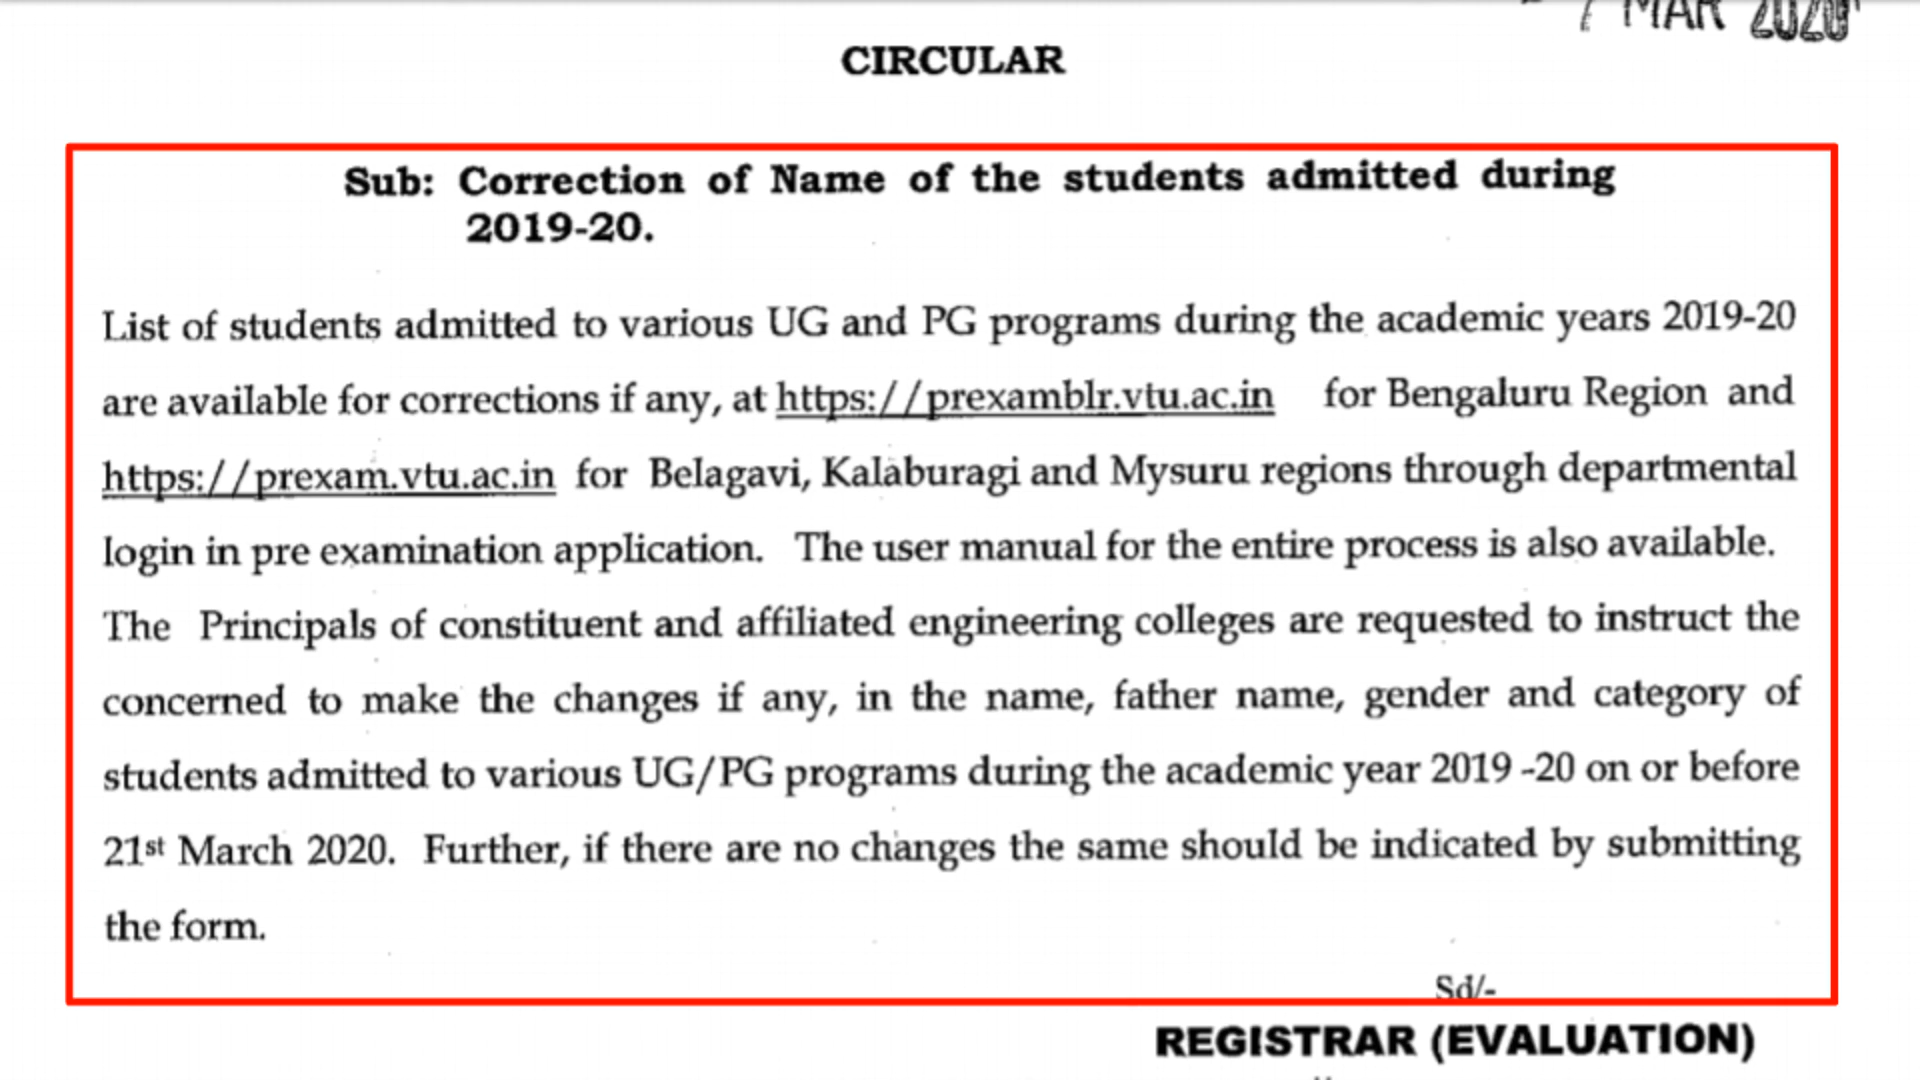 7 MAR 2020
CIRCULAR
Sub: Correction of Name of the students admitted during
2019-20.
List of students admitted to various UG and PG programs during the academic years 2019-20
are available for corrections if any, at https://prexamblr.vtu.ac.in for Bengaluru Region and
https://prexam.vtu.ac.in for Belagavi, Kalaburagi and Mysuru regions through departmental
login in pre examination application. The user manual for the entire process is also available.
The Principals of constituent and affiliated engineering colleges are requested to instruct the
concerned to make the changes if any, in the name, father name, gender and category of
students admitted to various UG/PG programs during the academic year 2019 -20 on or before
21st March 2020. Further, if there are no changes the same should be indicated by submitting
the form.
Sd/-
REGISTRAR (EVALUATION)